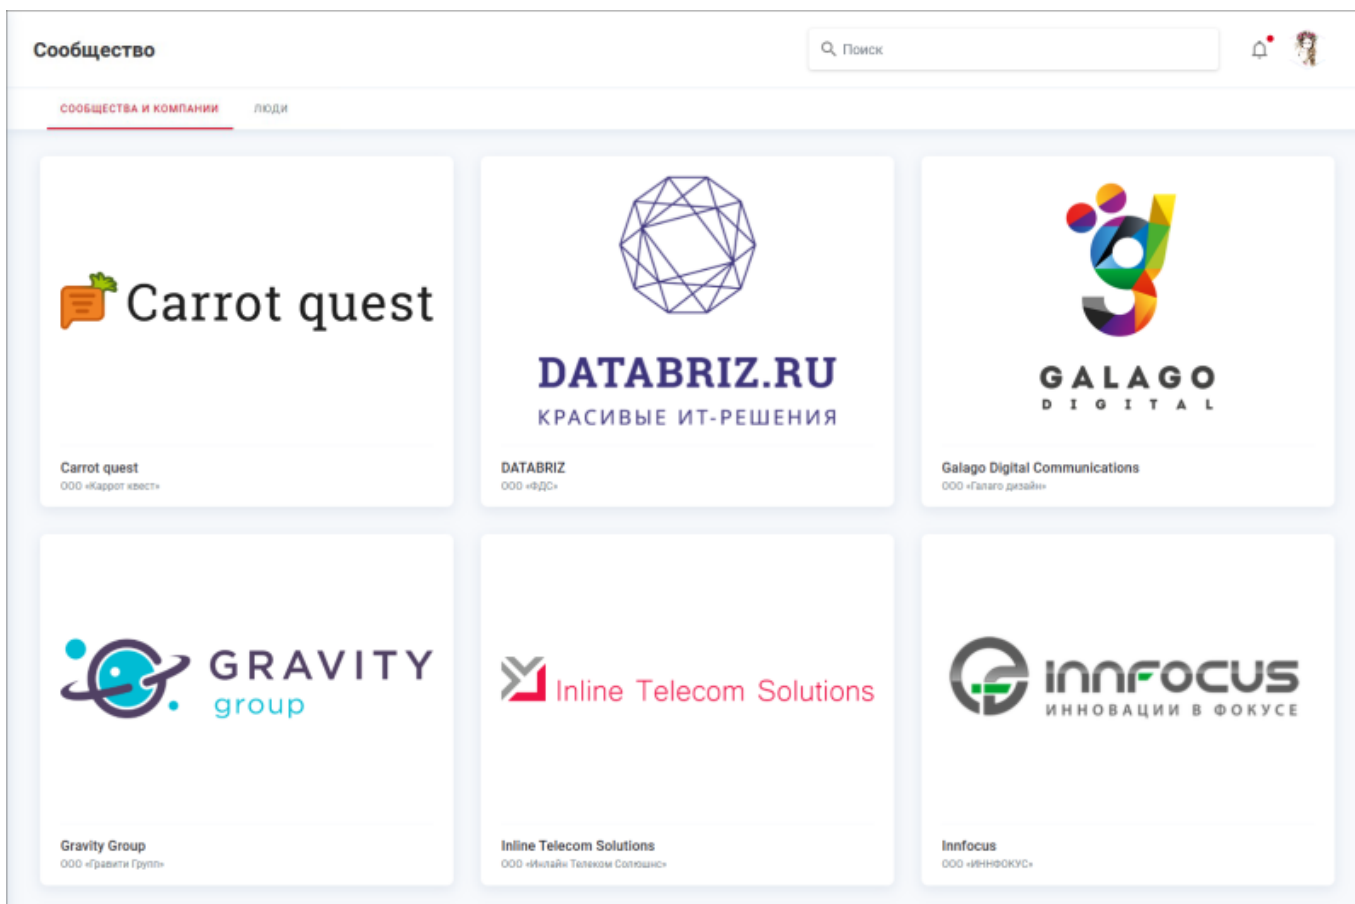 Сообщество
Поиск
СООБЩЕСТВА И КОМПАНИИ
ЛЮДИ
Carrot quest
DATABRIZ.RU
КРАСИВЫЕ ИТ-РЕШЕНИЯ
GALAGO
DIGITAL
Carrot quest
ООО «Каррот квест»
DATABRIZ
ООО «ФДС»
Galago Digital Communications
ООО «Галаго дизайн»
GRAVITY
group
Inline Telecom Solutions
INNFOCUS
ИННОВАЦИИ В ФОКУСЕ
Gravity Group
ООО «Гравити Групп»
Inline Telecom Solutions
ООО «Инлайн Телеком Солюшнс»
Innfocus
ООО «ИННФОКУС»